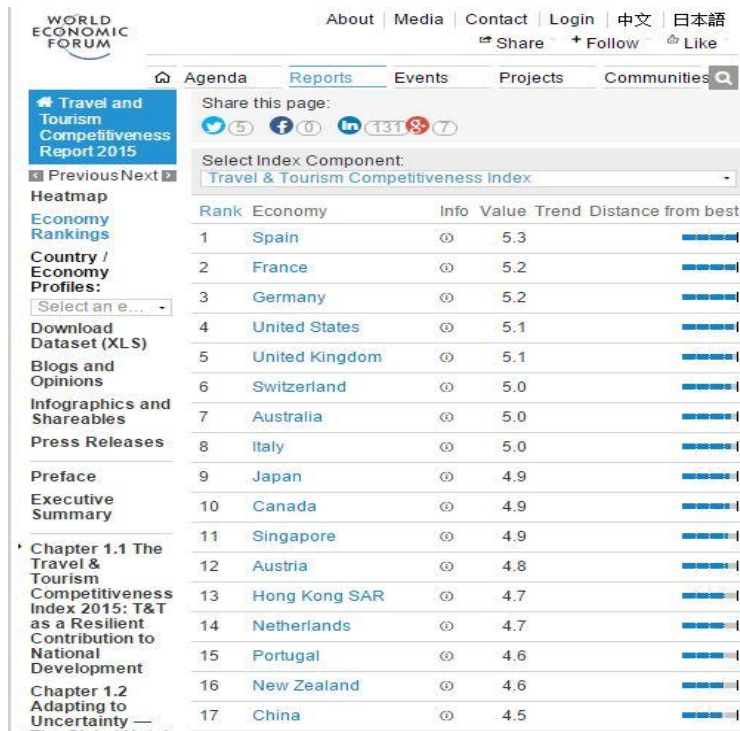 WORLD
ECONOMIC
FORUM
About Media Contact Login 中文 日本語
Share + Follow Like
Agenda Reports Events Projects Communities
Travel and
Tourism
Competitiveness
Report 2015
Previous Next
Heatmap
Economy
Rankings
Country /
Economy
Profiles:
Select an e...
Download
Dataset (XLS)
Blogs and
Opinions
Infographics and
Shareables
Press Releases
Preface
Executive
Summary
Chapter 1.1 The
Travel &
Tourism
Competitiveness
Index 2015: T&T
as a Resilient
Contribution to
National
Development
Chapter 1.2
Adapting to
Uncertainty —
Share this page:
5 0 131 7
Select Index Component:
Travel & Tourism Competitiveness Index
Rank Economy Info Value Trend Distance from best
1 Spain 5.3
2 France 5.2
3 Germany 5.2
4 United States 5.1
5 United Kingdom 5.1
6 Switzerland 5.0
7 Australia 5.0
8 Italy 5.0
9 Japan 4.9
10 Canada 4.9
11 Singapore 4.9
12 Austria 4.8
13 Hong Kong SAR 4.7
14 Netherlands 4.7
15 Portugal 4.6
16 New Zealand 4.6
17 China 4.5